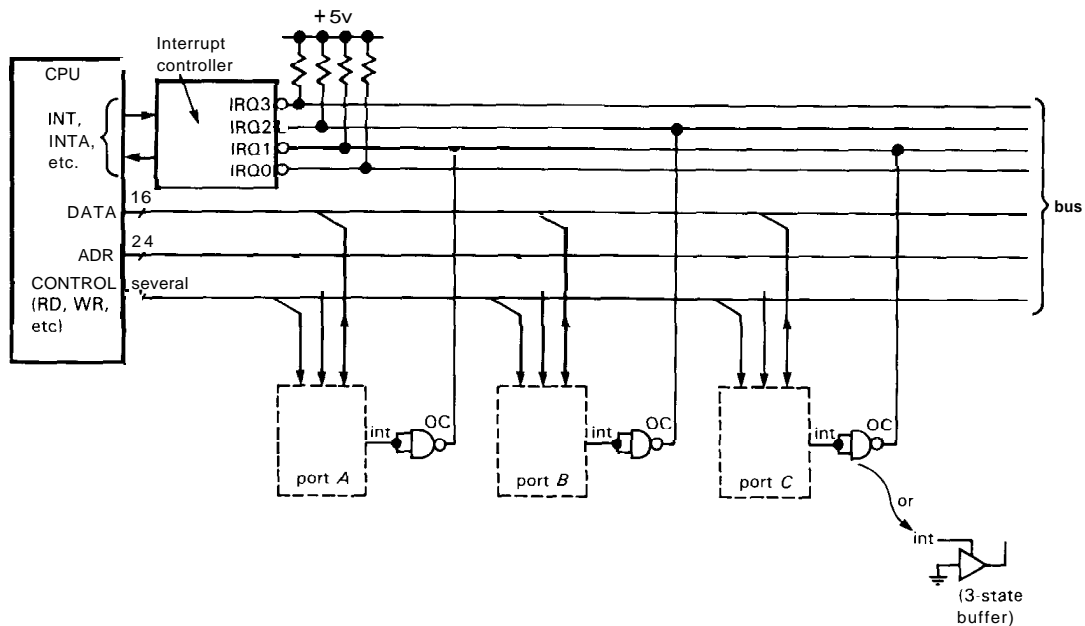 +5v
Interrupt
controller
CPU
INT,
INTA,
etc.
IRQ3
IRQ2
IRQ1
IRQ0
DATA
16
ADR
24
CONTROL
several
(RD, WR,
etc)
bus
int
OC
port A
int
OC
port B
int
OC
port C
or
int
(3-state
buffer)